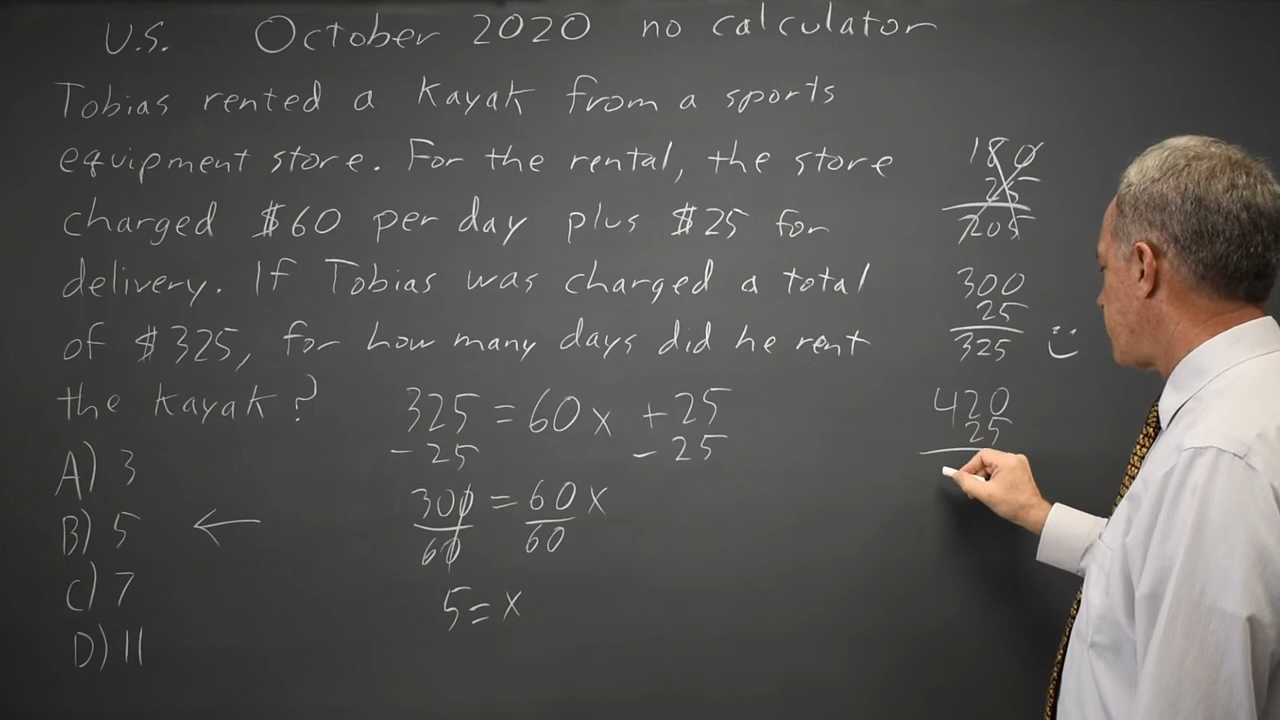 U.S. October 2020 no calculator
Tobias rented a kayak from a sports
equipment store. For the rental, the store
charged $60 per day plus $25 for
delivery. If Tobias was charged a total
of $325, for how many days did he rent
the kayak?
A) 3
B) 5 ←
C) 7
D) 11
325 = 60x + 25
-25 -25
300 = 60x
60 60
5 = x
180
25
205
300
25
325 :)
420
25